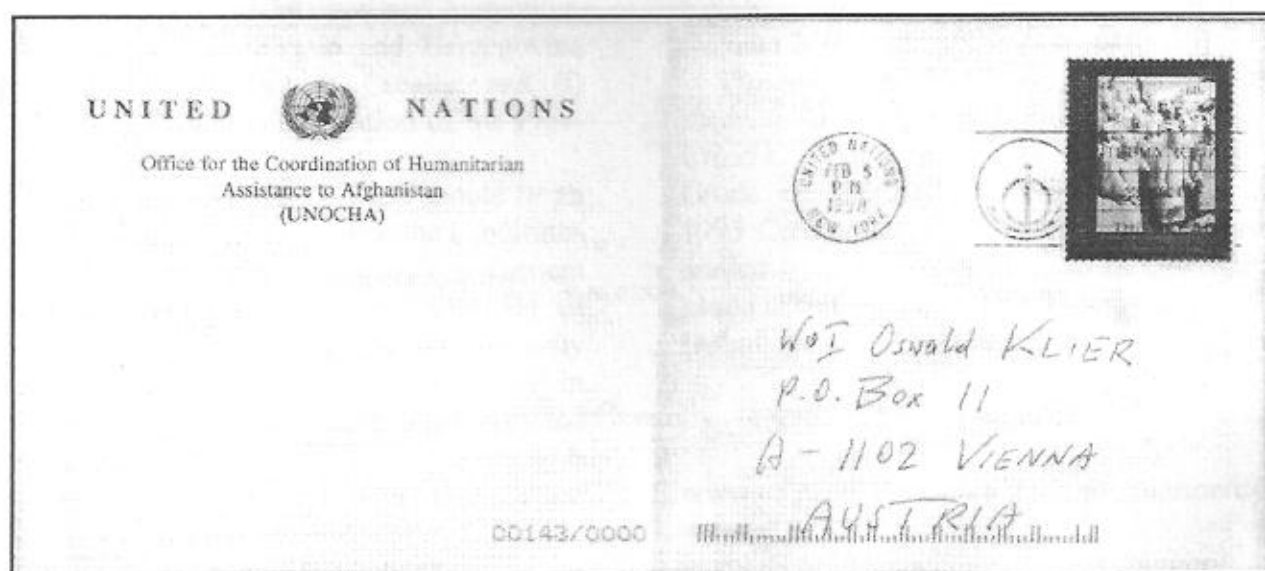 UNITED NATIONS
Office for the Coordination of Humanitarian
Assistance to Afghanistan
(UNOCHA)
UNITED NATIONS
FEB 5
PM
NEW YORK
WOI Oswald KLIER
P.O. Box 11
A - 1102 VIENNA
AUSTRIA
00143/0000